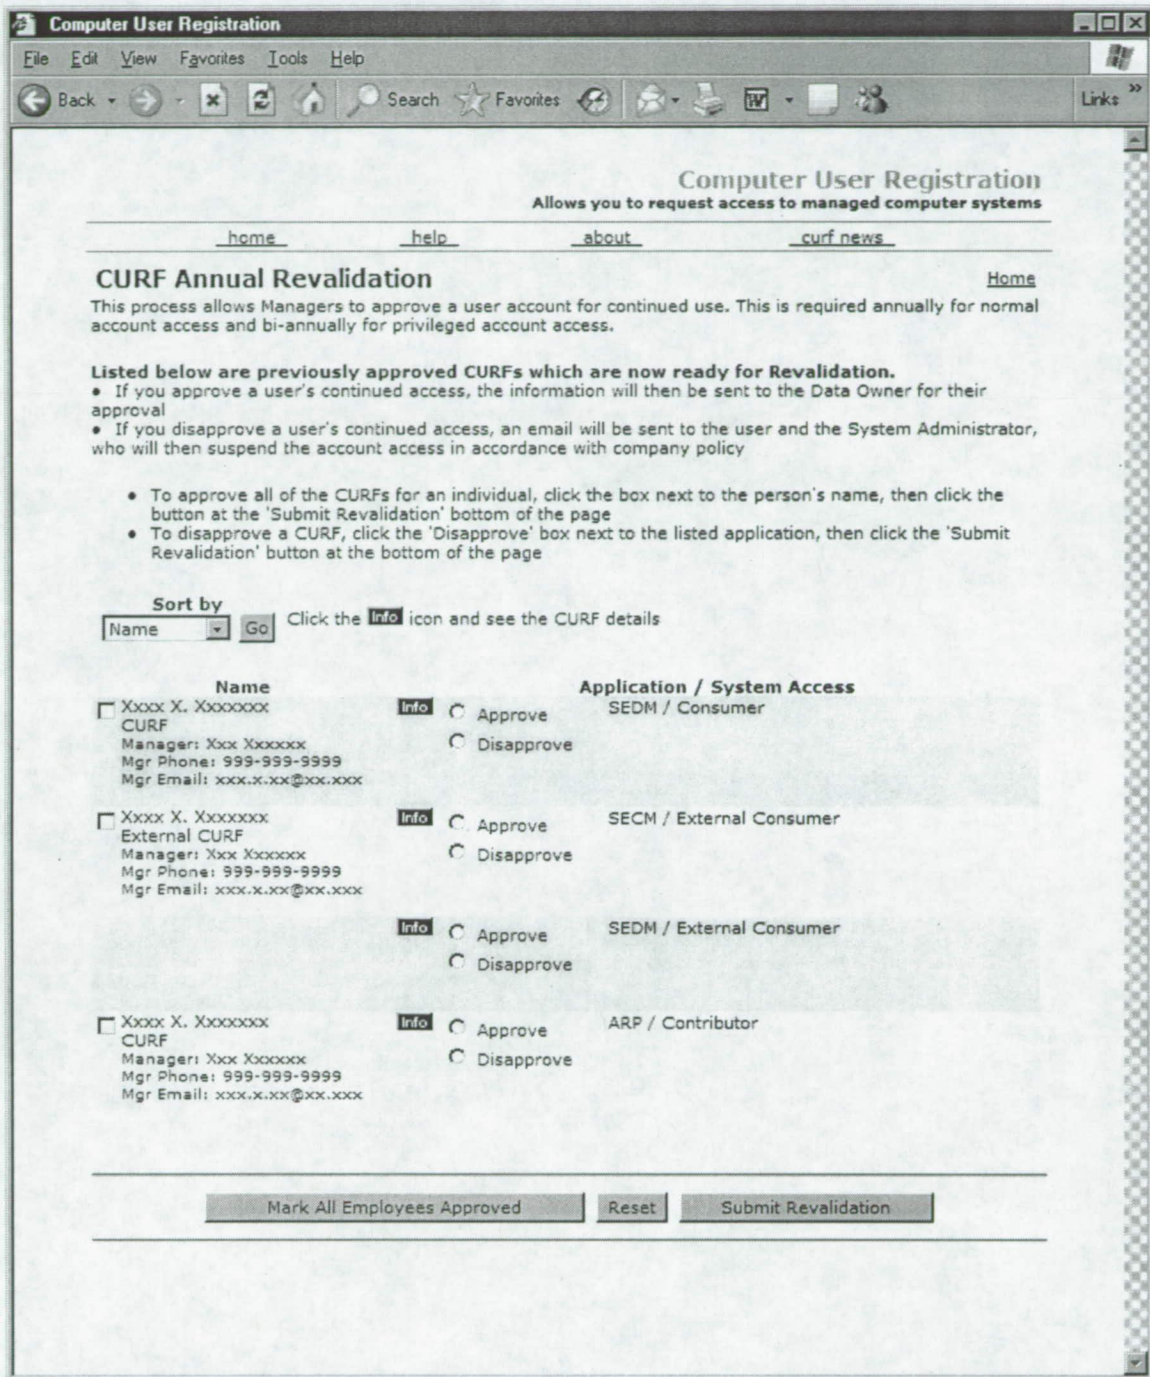 Computer User Registration
File Edit View Favorites Tools Help
Back Search Favorites Links »
Computer User Registration
Allows you to request access to managed computer systems
home help about curf news
CURF Annual Revalidation Home
This process allows Managers to approve a user account for continued use. This is required annually for normal
account access and bi-annually for privileged account access.
Listed below are previously approved CURFs which are now ready for Revalidation.
• If you approve a user's continued access, the information will then be sent to the Data Owner for their
approval
• If you disapprove a user's continued access, an email will be sent to the user and the System Administrator,
who will then suspend the account access in accordance with company policy
• To approve all of the CURFs for an individual, click the box next to the person's name, then click the
button at the 'Submit Revalidation' bottom of the page
• To disapprove a CURF, click the 'Disapprove' box next to the listed application, then click the 'Submit
Revalidation' button at the bottom of the page
Sort by
Name Go Click the Info icon and see the CURF details
Name Application / System Access
Xxxx X. Xxxxxxx Info Approve SEDM / Consumer
CURF
Manager: Xxx Xxxxxx Disapprove
Mgr Phone: 999-999-9999
Mgr Email: xxx.x.xx@xx.xxx
Xxxx X. Xxxxxxx Info Approve SECM / External Consumer
External CURF
Manager: Xxx Xxxxxx Disapprove
Mgr Phone: 999-999-9999
Mgr Email: xxx.x.xx@xx.xxx
Info Approve SEDM / External Consumer
Disapprove
Xxxx X. Xxxxxxx Info Approve ARP / Contributor
CURF
Manager: Xxx Xxxxxx Disapprove
Mgr Phone: 999-999-9999
Mgr Email: xxx.x.xx@xx.xxx
Mark All Employees Approved Reset Submit Revalidation